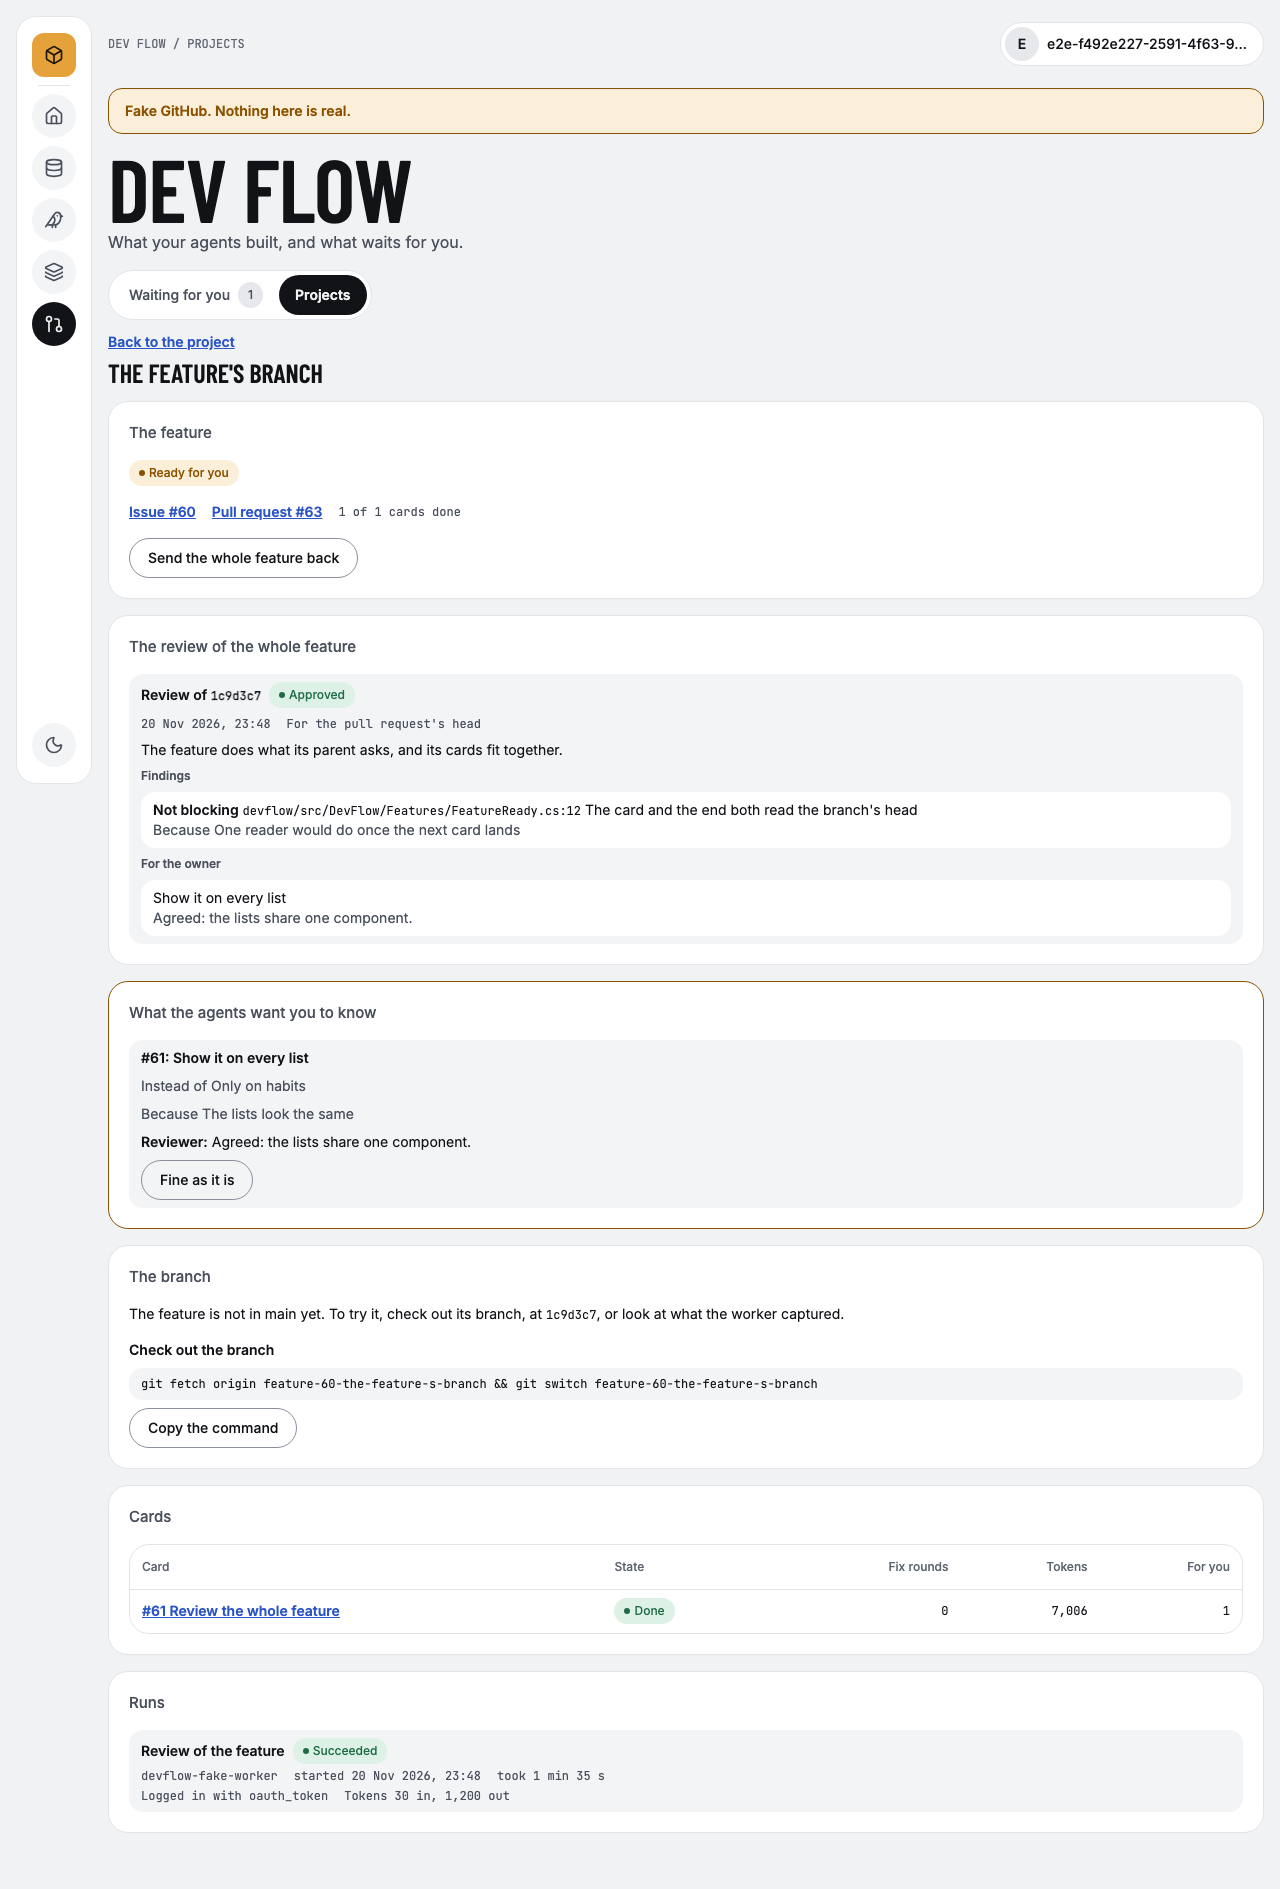 DEV FLOW / PROJECTS
E e2e-f492e227-2591-4f63-9...
Fake GitHub. Nothing here is real.
DEV FLOW
What your agents built, and what waits for you.
Waiting for you 1 Projects
Back to the project
THE FEATURE'S BRANCH
The feature
Ready for you
Issue #60 Pull request #63 1 of 1 cards done
Send the whole feature back
The review of the whole feature
Review of 1c9d3c7 Approved
20 Nov 2026, 23:48 For the pull request's head
The feature does what its parent asks, and its cards fit together.
Findings
Not blocking devflow/src/DevFlow/Features/FeatureReady.cs:12 The card and the end both read the branch's head
Because One reader would do once the next card lands
For the owner
Show it on every list
Agreed: the lists share one component.
What the agents want you to know
#61: Show it on every list
Instead of Only on habits
Because The lists look the same
Reviewer: Agreed: the lists share one component.
Fine as it is
The branch
The feature is not in main yet. To try it, check out its branch, at 1c9d3c7, or look at what the worker captured.
Check out the branch
git fetch origin feature-60-the-feature-s-branch && git switch feature-60-the-feature-s-branch
Copy the command
Cards
Card State Fix rounds Tokens For you
#61 Review the whole feature Done 0 7,006 1
Runs
Review of the feature Succeeded
devflow-fake-worker started 20 Nov 2026, 23:48 took 1 min 35 s
Logged in with oauth_token Tokens 30 in, 1,200 out